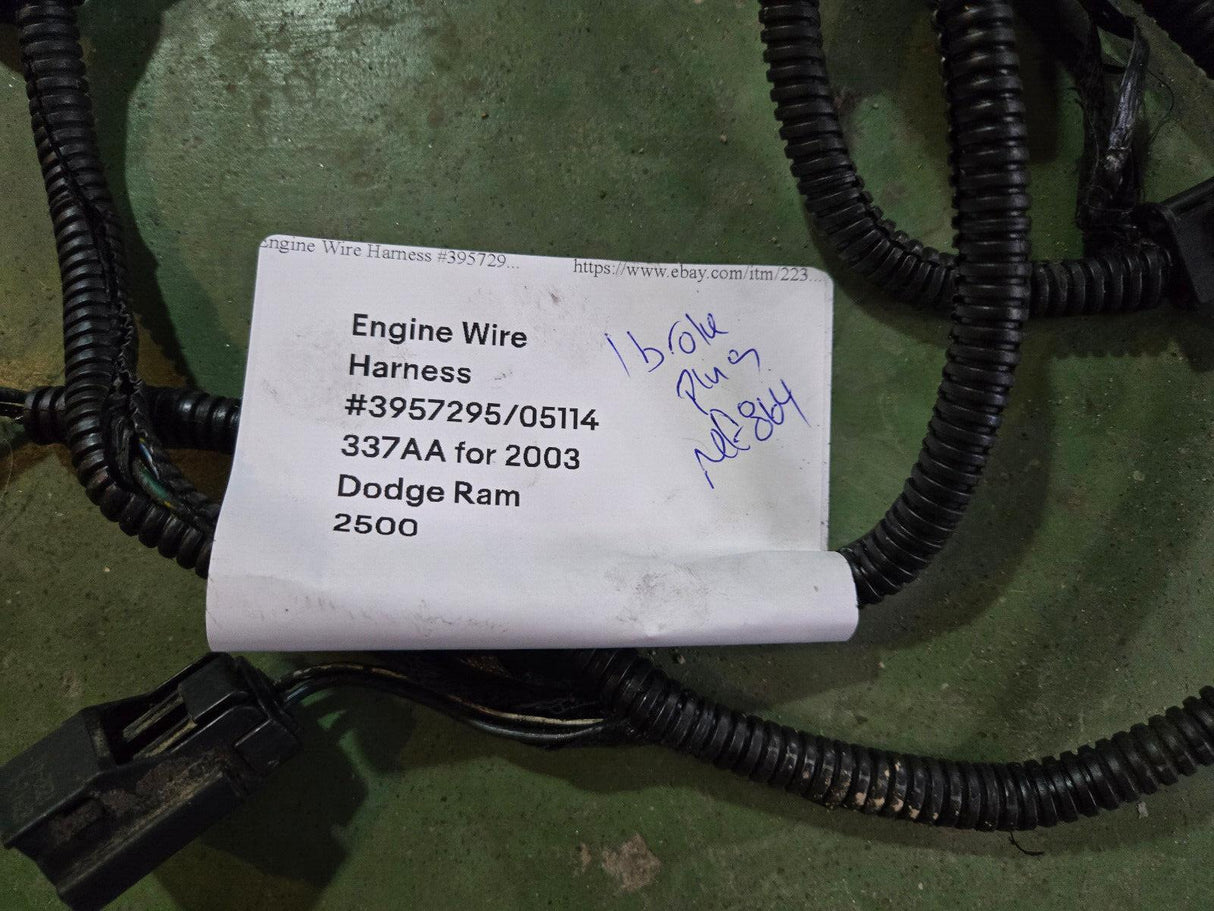 Engine Wire Harness #395729...
https://www.ebay.com/itm/223...
Engine Wire
Harness
#3957295/05114
337AA for 2003
Dodge Ram
2500
1 broke
plug